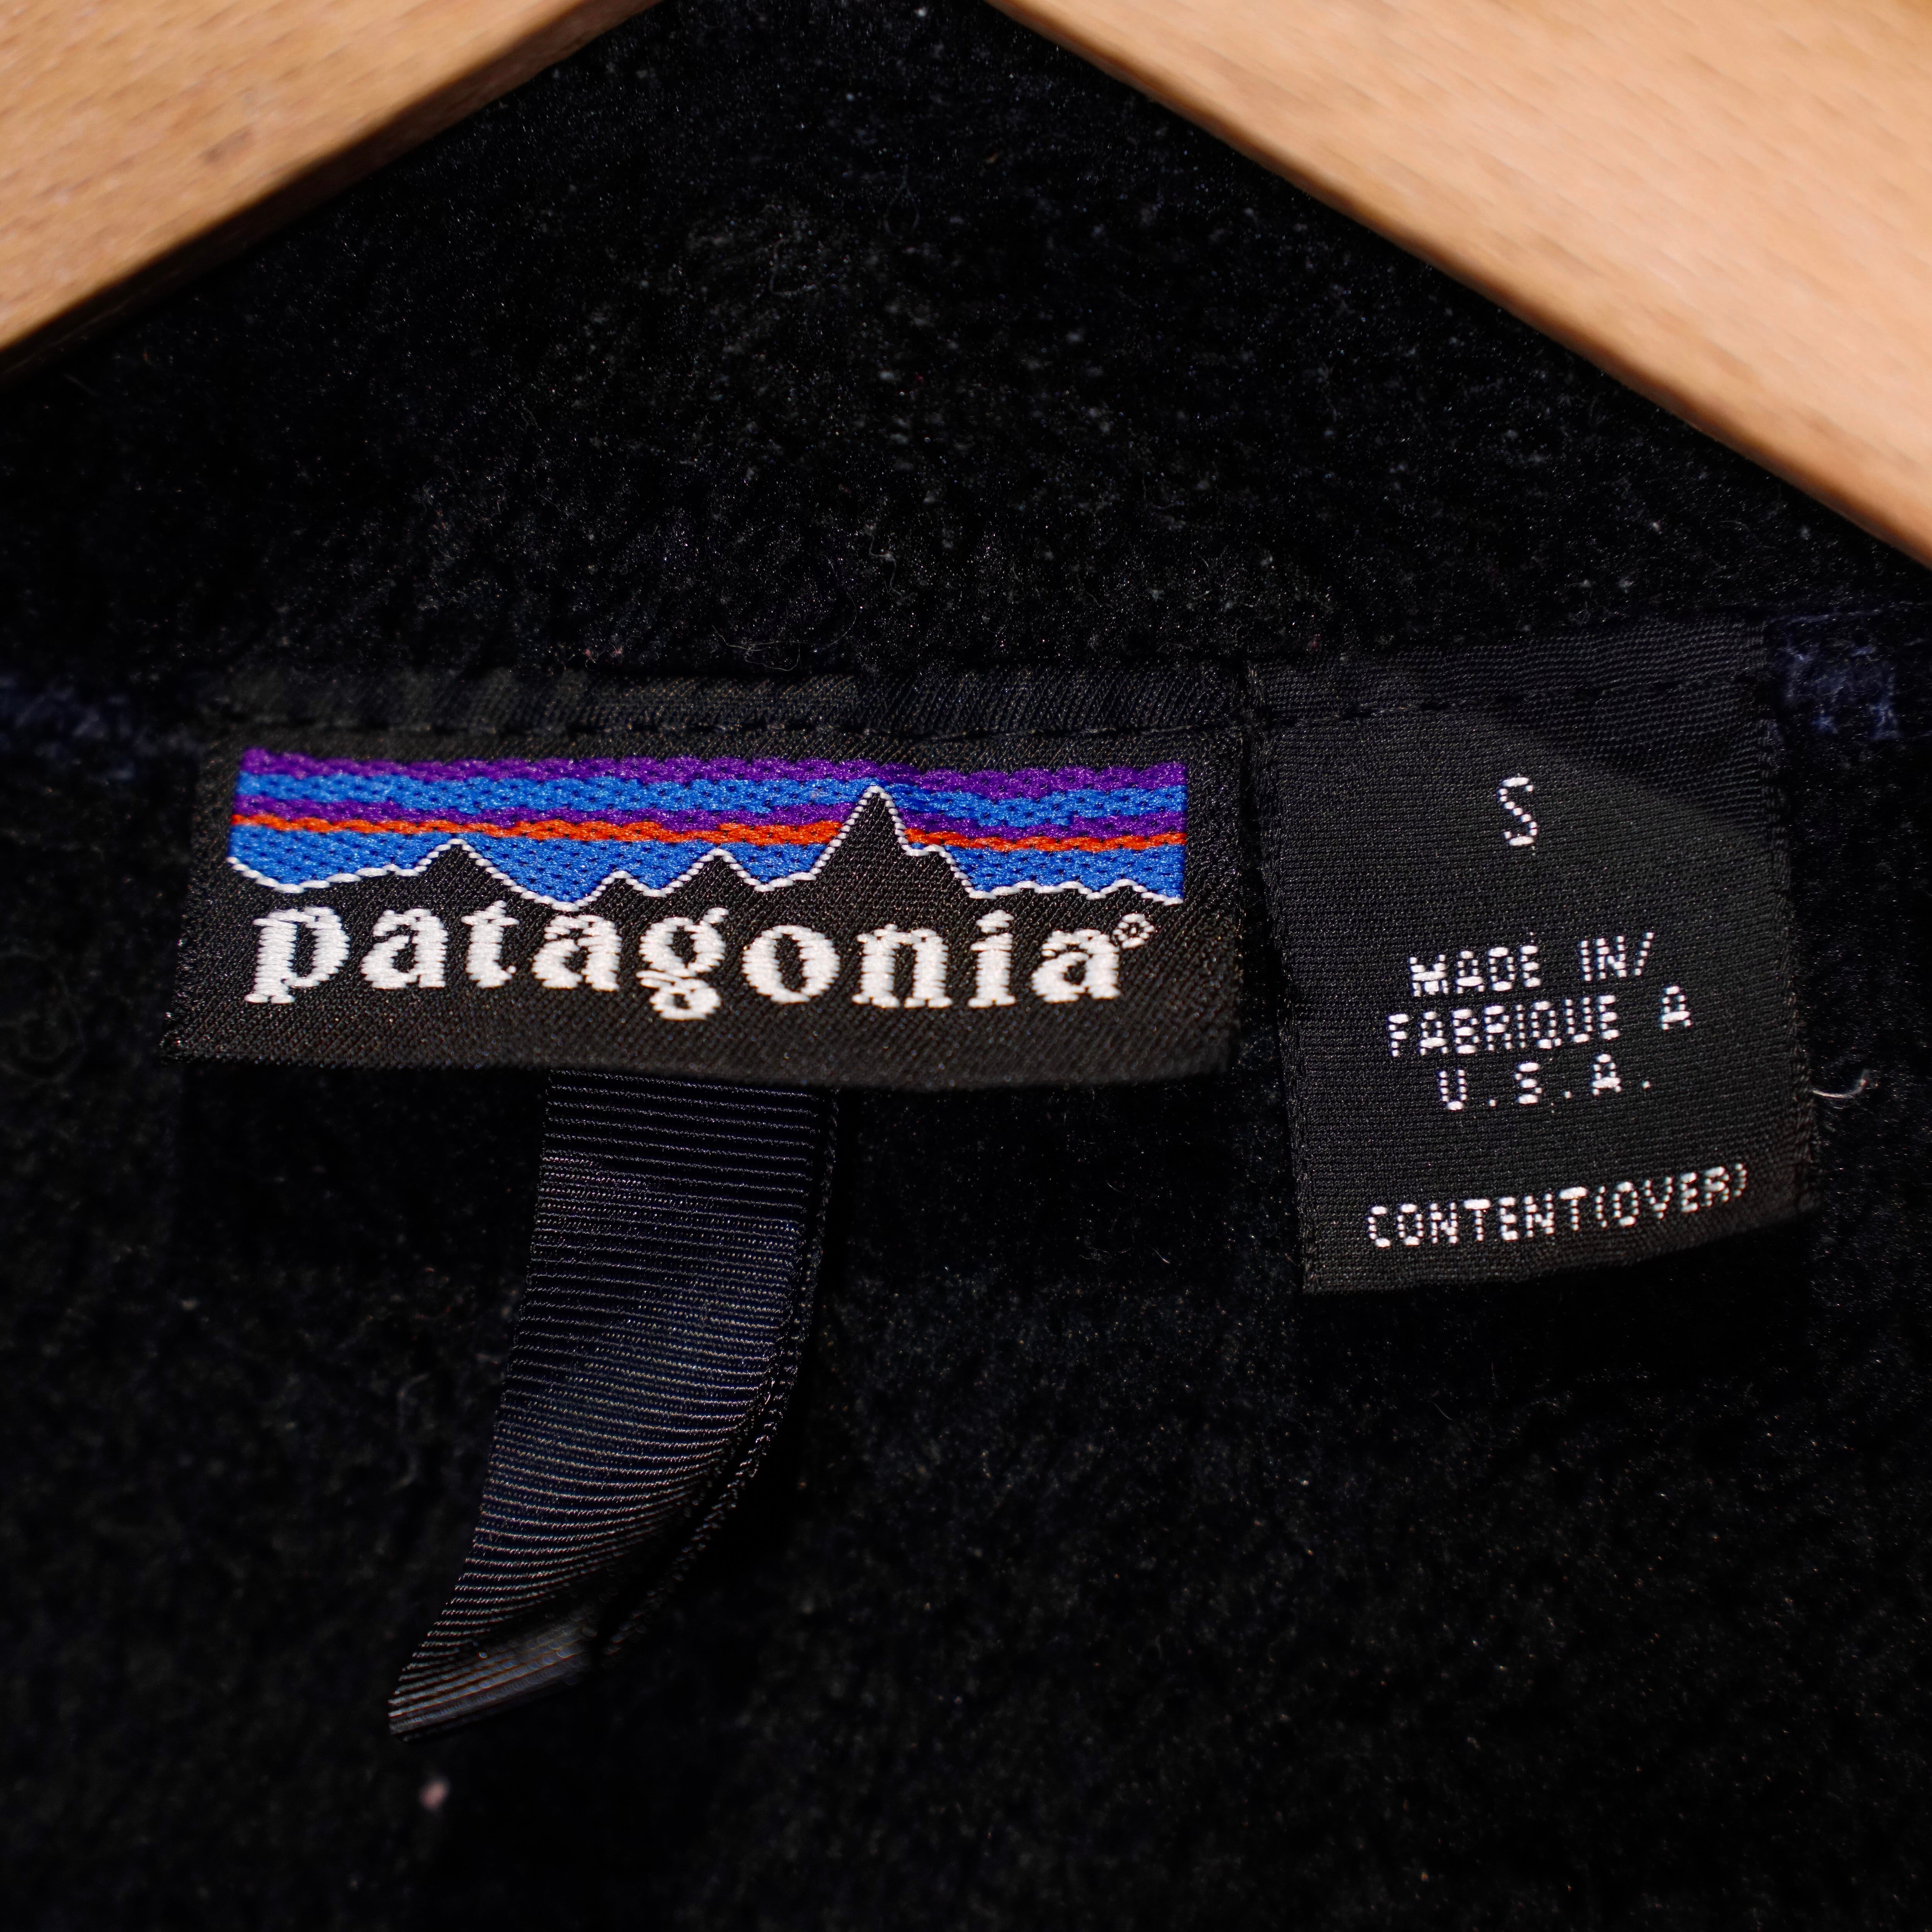 patagonia®
S
MADE IN/
FABRIQUE A
U.S.A.
CONTENT(OVER)